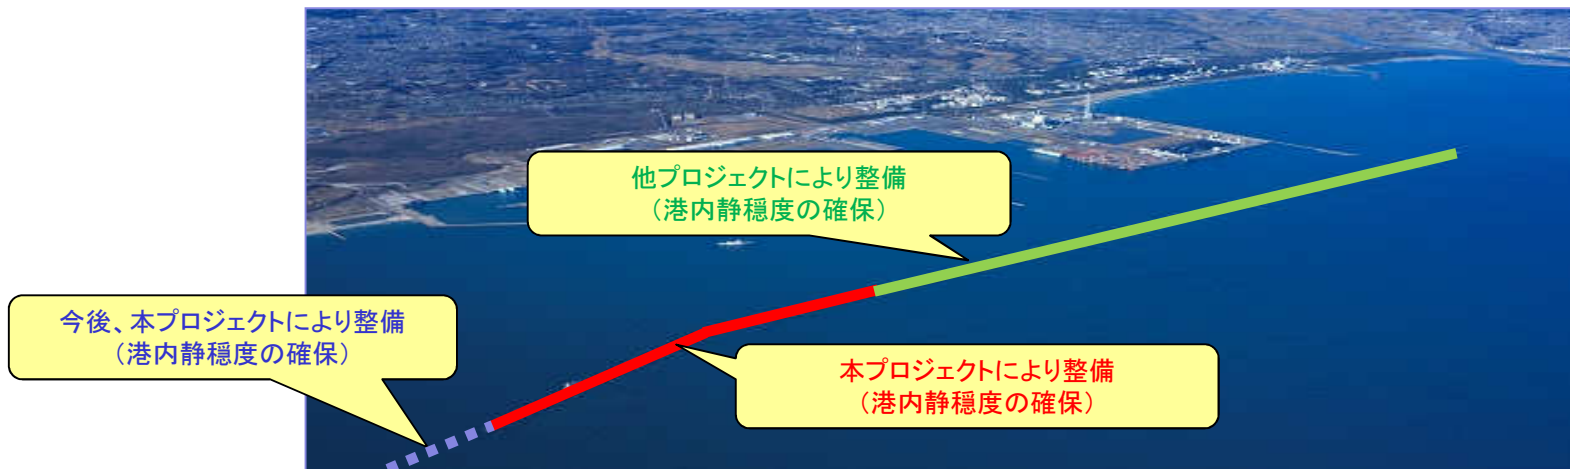 他プロジェクトにより整備
（港内静穏度の確保）
今後、本プロジェクトにより整備
（港内静穏度の確保）
本プロジェクトにより整備
（港内静穏度の確保）